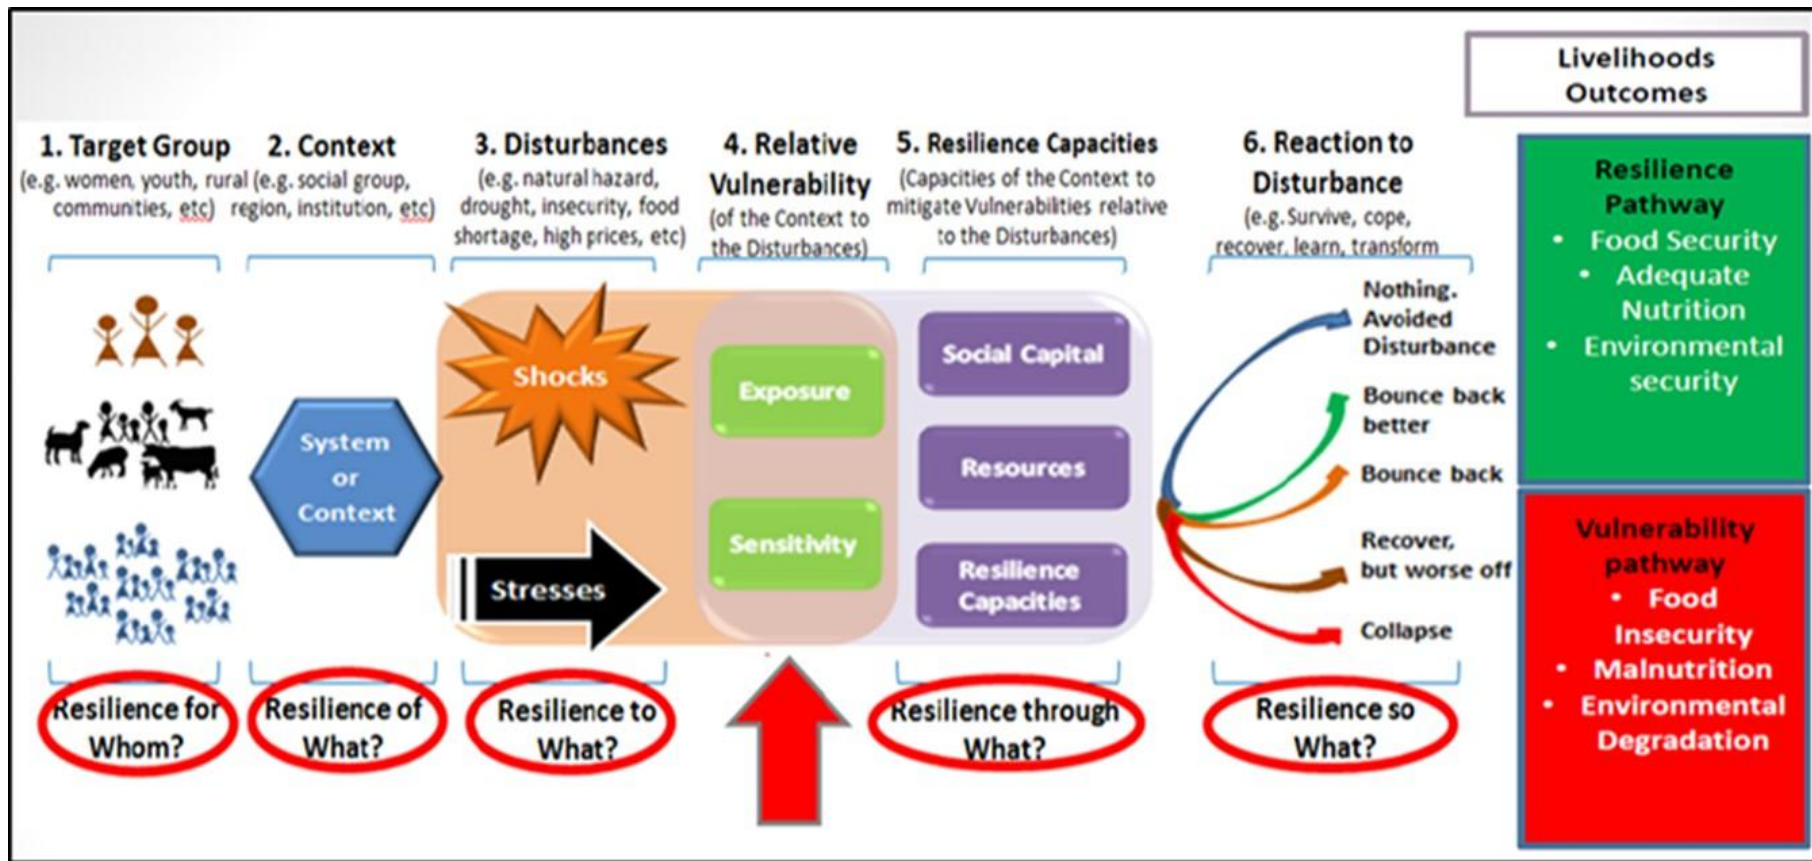 Livelihoods
Outcomes
1. Target Group
(e.g. women, youth, rural
communities, etc)
2. Context
(e.g. social group,
region, institution, etc)
3. Disturbances
(e.g. natural hazard,
drought, insecurity, food
shortage, high prices, etc)
4. Relative
Vulnerability
(of the Context to
the Disturbances)
5. Resilience Capacities
(Capacities of the Context to
mitigate Vulnerabilities relative
to the Disturbances)
6. Reaction to
Disturbance
(e.g. Survive, cope,
recover, learn, transform
System
or
Context
Shocks
Stresses
Exposure
Sensitivity
Social Capital
Resources
Resilience
Capacities
Nothing.
Avoided
Disturbance
Bounce back
better
Bounce back
Recover,
but worse off
Collapse
Resilience
Pathway
• Food Security
• Adequate
Nutrition
• Environmental
security
Vulnerability
pathway
• Food
Insecurity
• Malnutrition
• Environmental
Degradation
Resilience for
Whom?
Resilience of
What?
Resilience to
What?
Resilience through
What?
Resilience so
What?